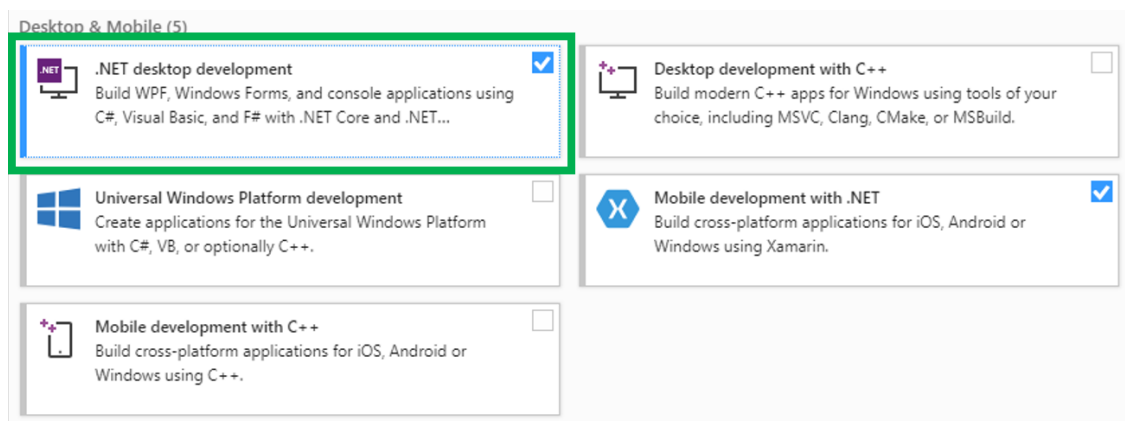 Desktop & Mobile (5)
.NET
.NET desktop development
Build WPF, Windows Forms, and console applications using
C#, Visual Basic, and F# with .NET Core and .NET...
Desktop development with C++
Build modern C++ apps for Windows using tools of your
choice, including MSVC, Clang, CMake, or MSBuild.
Universal Windows Platform development
Create applications for the Universal Windows Platform
with C#, VB, or optionally C++.
Mobile development with .NET
Build cross-platform applications for iOS, Android or
Windows using Xamarin.
Mobile development with C++
Build cross-platform applications for iOS, Android or
Windows using C++.